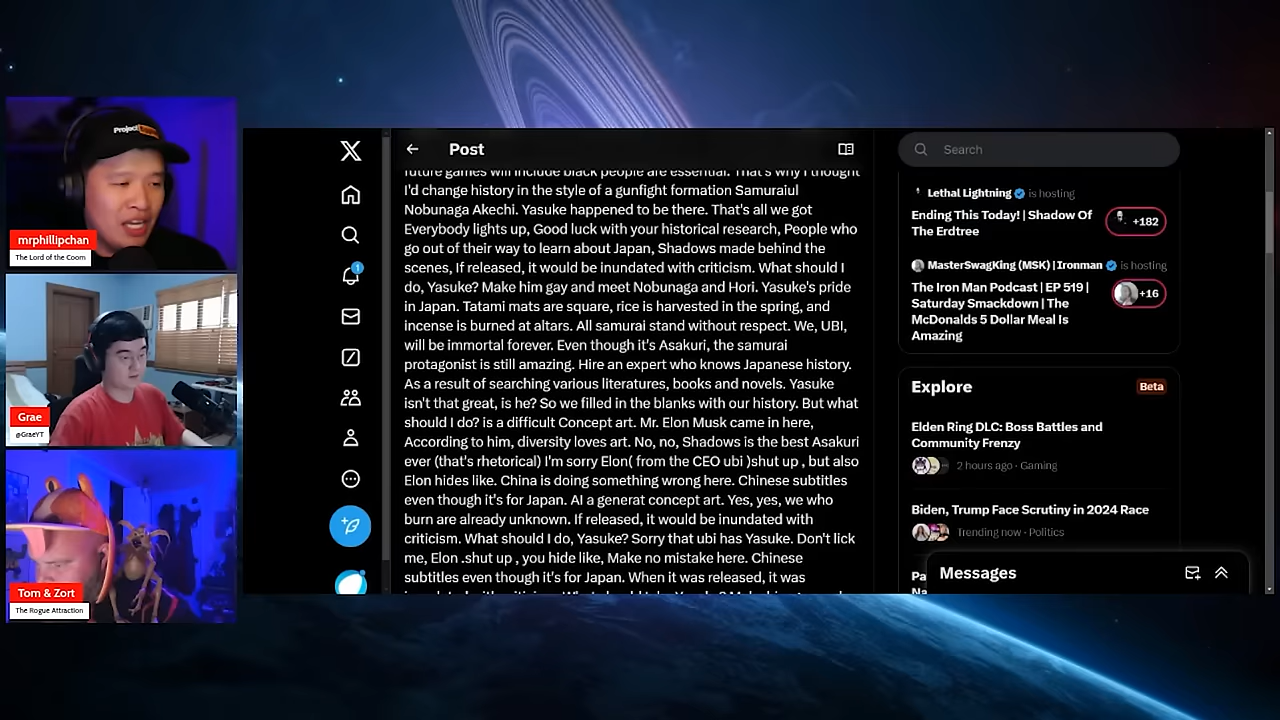 Project
mrphillipchan
The Lord of the Coom
Grae
@GraeYT
Tom & Zort
The Rogue Attraction
Post
future games will include black people are essential. That's why I thought
I'd change history in the style of a gunfight formation Samuraiul
Nobunaga Akechi. Yasuke happened to be there. That's all we got
Everybody lights up, Good luck with your historical research, People who
go out of their way to learn about Japan, Shadows made behind the
scenes, If released, it would be inundated with criticism. What should I
do, Yasuke? Make him gay and meet Nobunaga and Hori. Yasuke's pride
in Japan. Tatami mats are square, rice is harvested in the spring, and
incense is burned at altars. All samurai stand without respect. We, UBI,
will be immortal forever. Even though it's Asakuri, the samurai
protagonist is still amazing. Hire an expert who knows Japanese history.
As a result of searching various literatures, books and novels. Yasuke
isn't that great, is he? So we filled in the blanks with our history. But what
should I do? is a difficult Concept art. Mr. Elon Musk came in here,
According to him, diversity loves art. No, no, Shadows is the best Asakuri
ever (that's rhetorical) I'm sorry Elon( from the CEO ubi )shut up , but also
Elon hides like. China is doing something wrong here. Chinese subtitles
even though it's for Japan. AI a generat concept art. Yes, yes, we who
burn are already unknown. If released, it would be inundated with
criticism. What should I do, Yasuke? Sorry that ubi has Yasuke. Don't lick
me, Elon .shut up , you hide like, Make no mistake here. Chinese
subtitles even though it's for Japan. When it was released, it was
Search
Lethal Lightning is hosting
Ending This Today! | Shadow Of
The Erdtree
+182
MasterSwagKing (MSK) | Ironman is hosting
The Iron Man Podcast | EP 519 |
Saturday Smackdown | The
McDonalds 5 Dollar Meal Is
Amazing
+16
Explore
Beta
Elden Ring DLC: Boss Battles and
Community Frenzy
2 hours ago · Gaming
Biden, Trump Face Scrutiny in 2024 Race
Trending now · Politics
Pa
Na
Messages
1